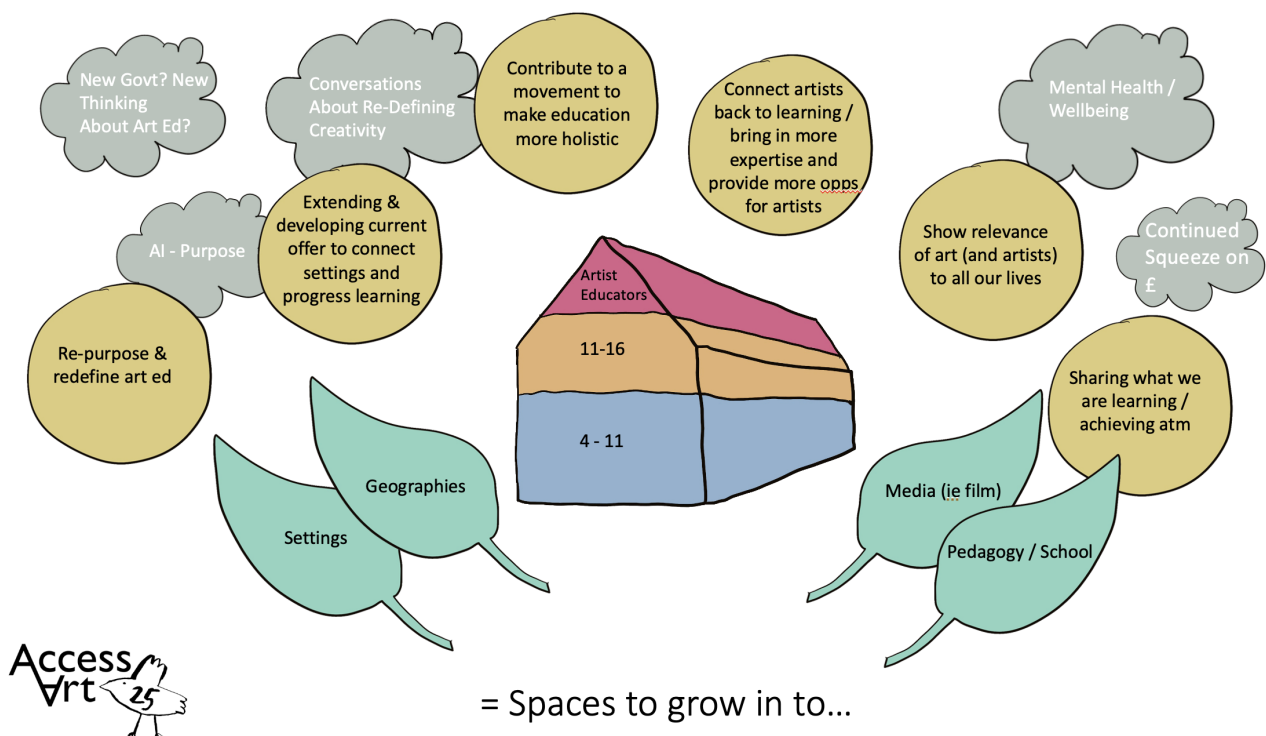 New Govt? New
Thinking
About Art Ed?
Conversations
About Re-Defining
Creativity
Contribute to a
movement to
make education
more holistic
Connect artists
back to learning /
bring in more
expertise and
provide more opps
for artists
Mental Health /
Wellbeing
AI - Purpose
Extending &
developing current
offer to connect
settings and
progress learning
Show relevance
of art (and artists)
to all our lives
Continued
Squeeze on
£
Re-purpose &
redefine art ed
Artist
Educators
11-16
4 - 11
Sharing what we
are learning /
achieving atm
Geographies
Settings
Media (ie film)
Pedagogy / School
Access
Art 25
= Spaces to grow in to...